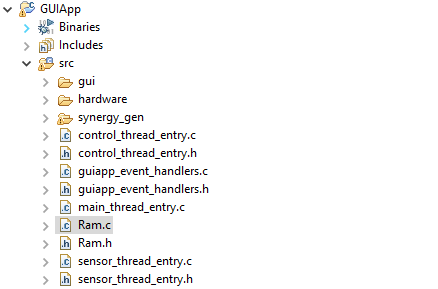 GUIApp
Binaries
Includes
src
gui
hardware
synergy_gen
control_thread_entry.c
control_thread_entry.h
guiapp_event_handlers.c
guiapp_event_handlers.h
main_thread_entry.c
Ram.c
Ram.h
sensor_thread_entry.c
sensor_thread_entry.h